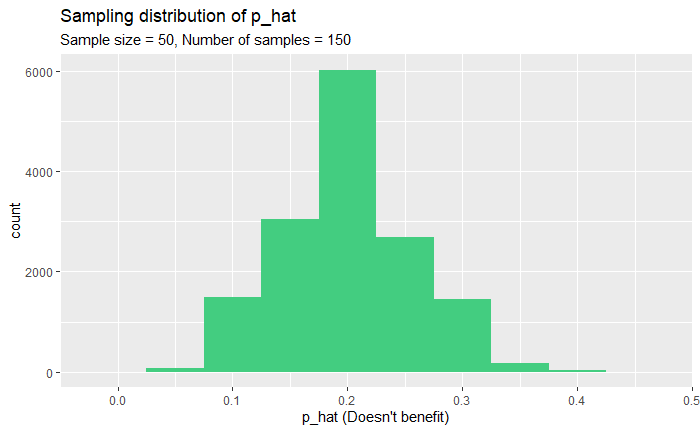 Sampling distribution of p_hat
Sample size = 50, Number of samples = 150
6000
4000
2000
0
count
0.0 0.1 0.2 0.3 0.4 0.5
p_hat (Doesn't benefit)